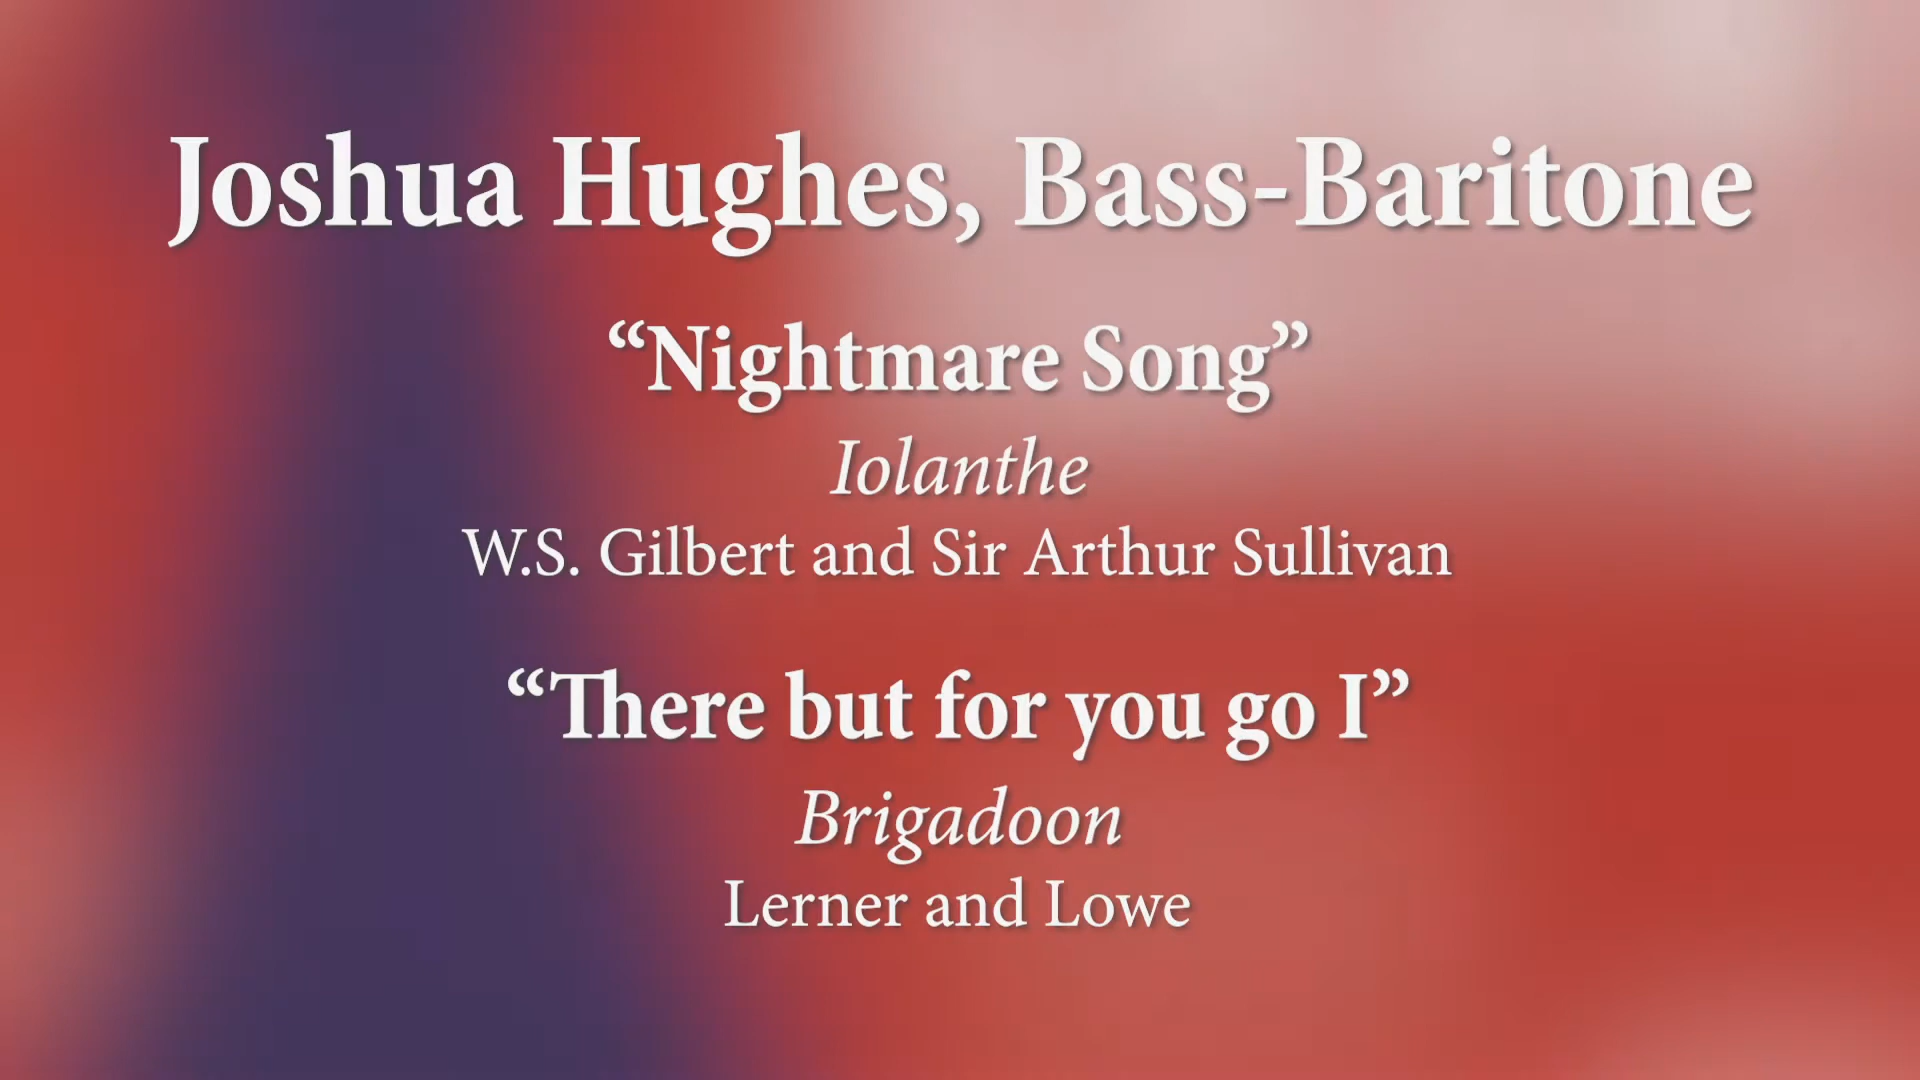 Joshua Hughes, Bass-Baritone
“Nightmare Song”
Iolanthe
W.S. Gilbert and Sir Arthur Sullivan
“There but for you go I”
Brigadoon
Lerner and Lowe